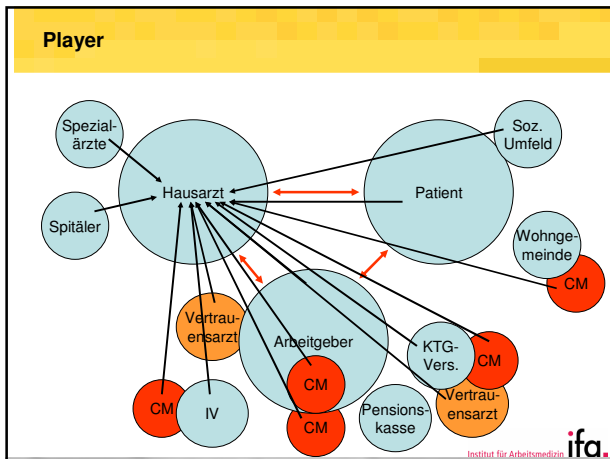 Player
Spezial-
ärzte
Soz.
Umfeld
Hausarzt
Patient
Spitäler
Wohnge-
meinde
CM
Vertrau-
ensarzt
Arbeitgeber
KTG-
Vers.
CM
CM
Vertrau-
ensarzt
CM
IV
CM
Pensions-
kasse
Institut für Arbeitsmedizin ifa.